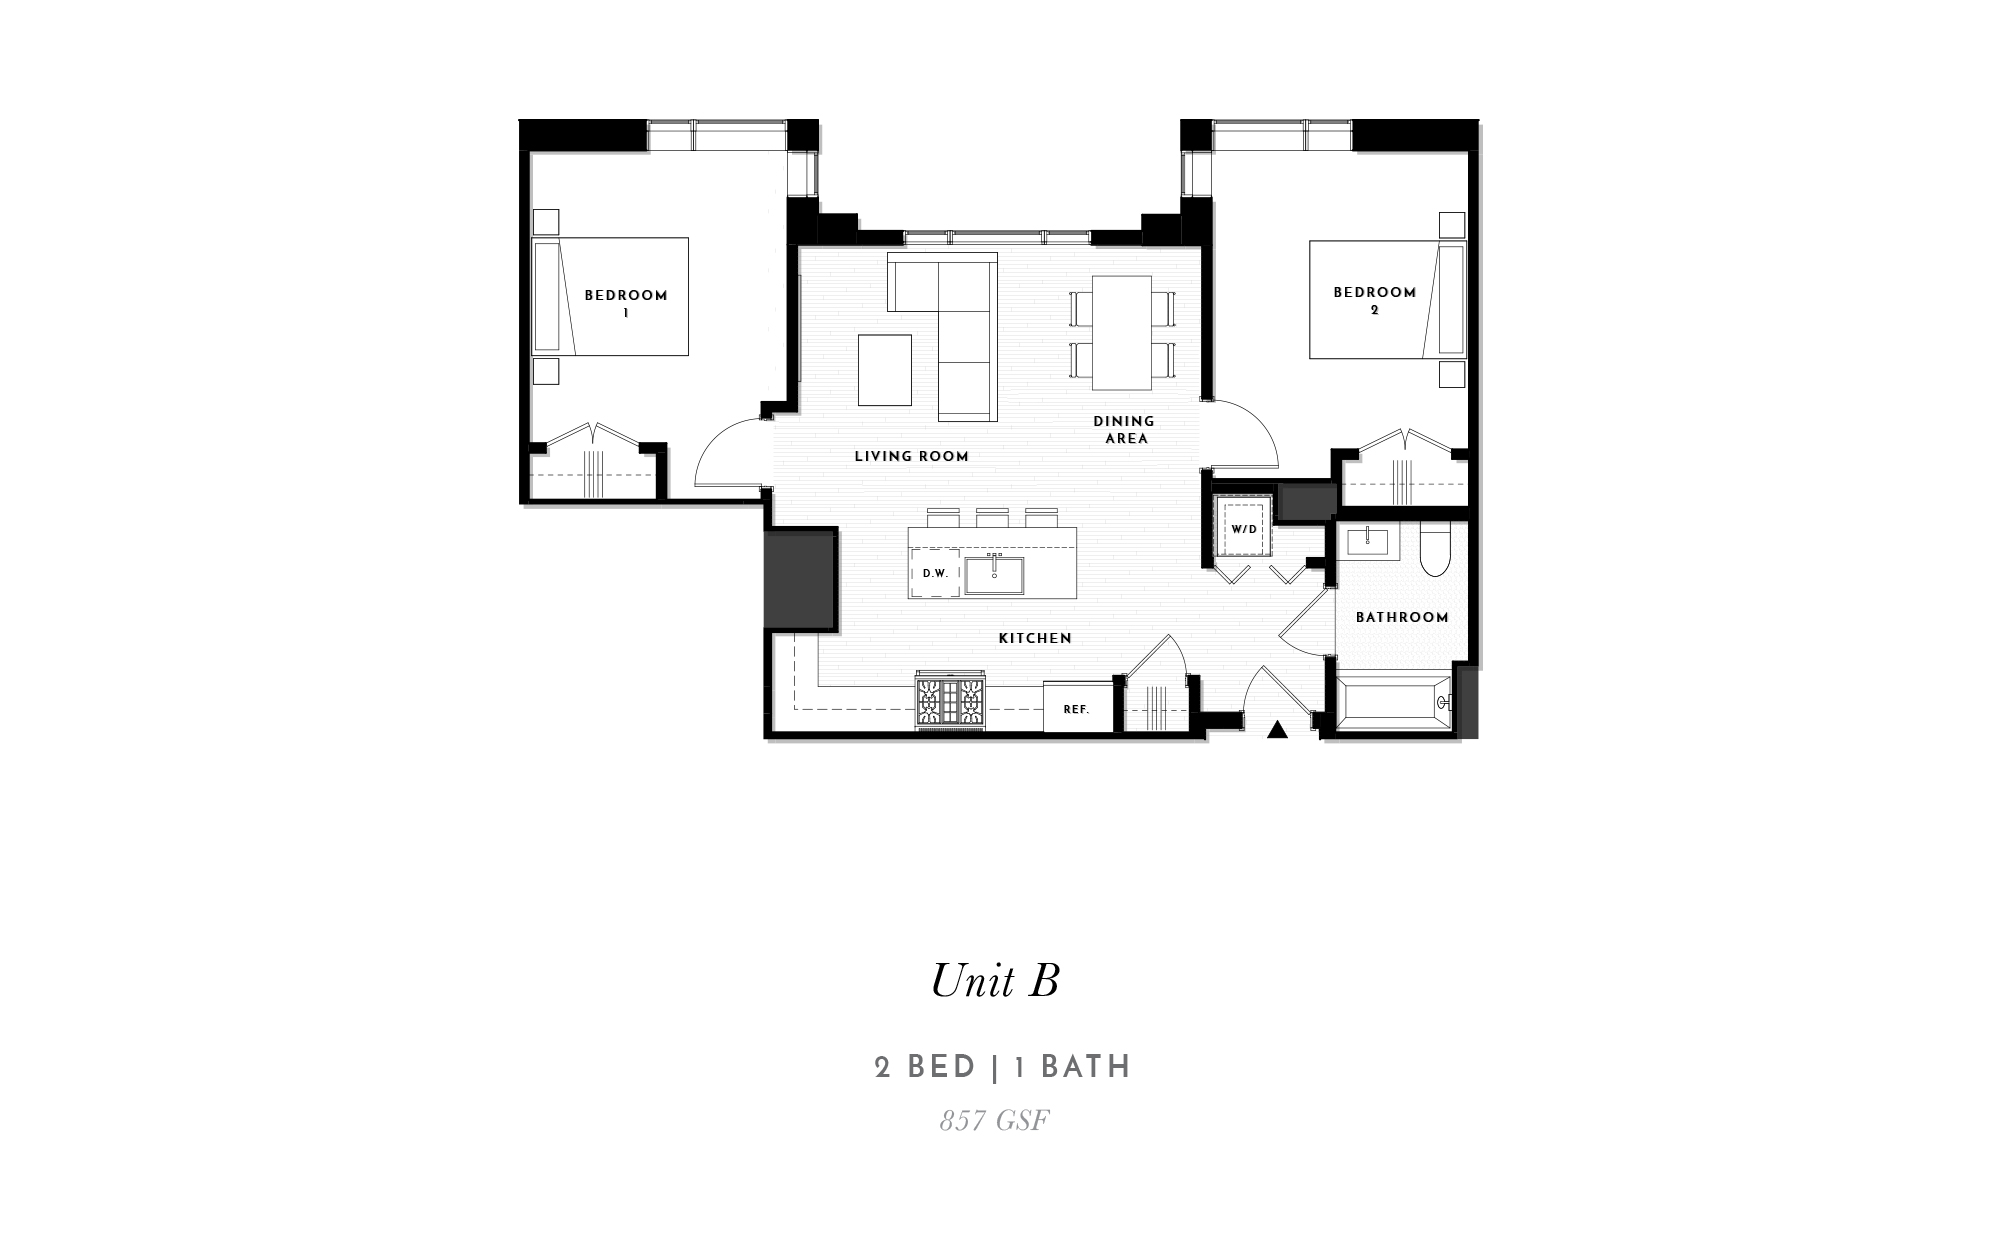 BEDROOM
1
BEDROOM
2
DINING
AREA
LIVING ROOM
W/D
D.W.
BATHROOM
KITCHEN
REF.
Unit B
2 BED | 1 BATH
857 GSF